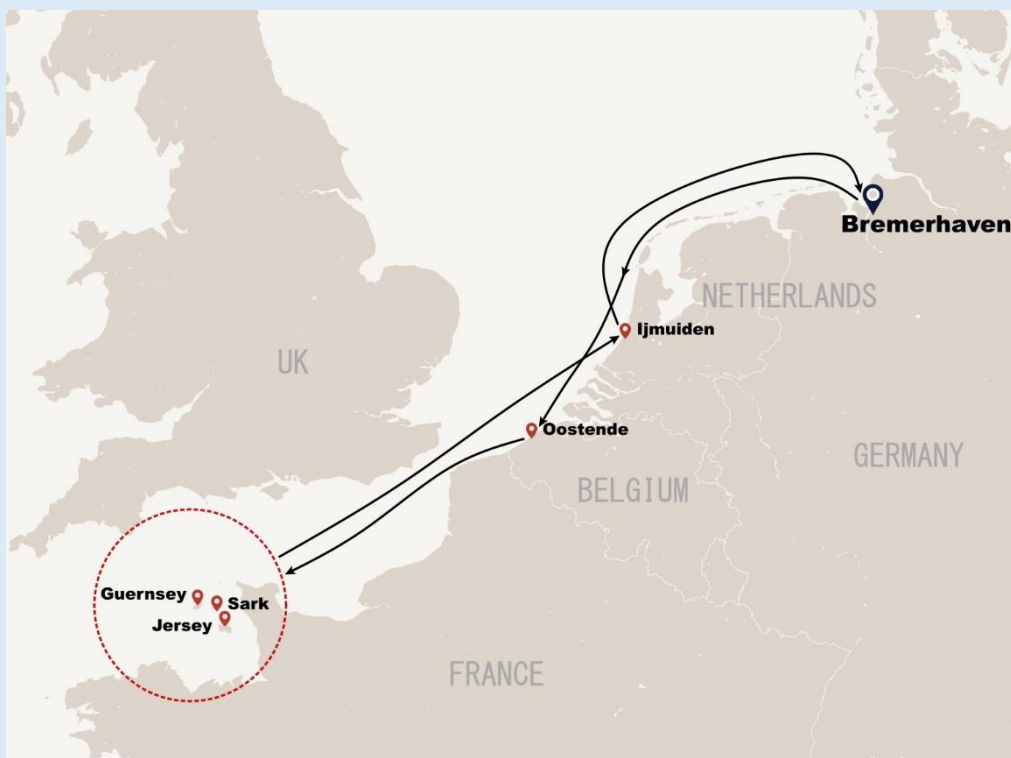 Bremerhaven
NETHERLANDS
Ijmuiden
UK
Oostende
GERMANY
BELGIUM
Guernsey
Sark
Jersey
FRANCE